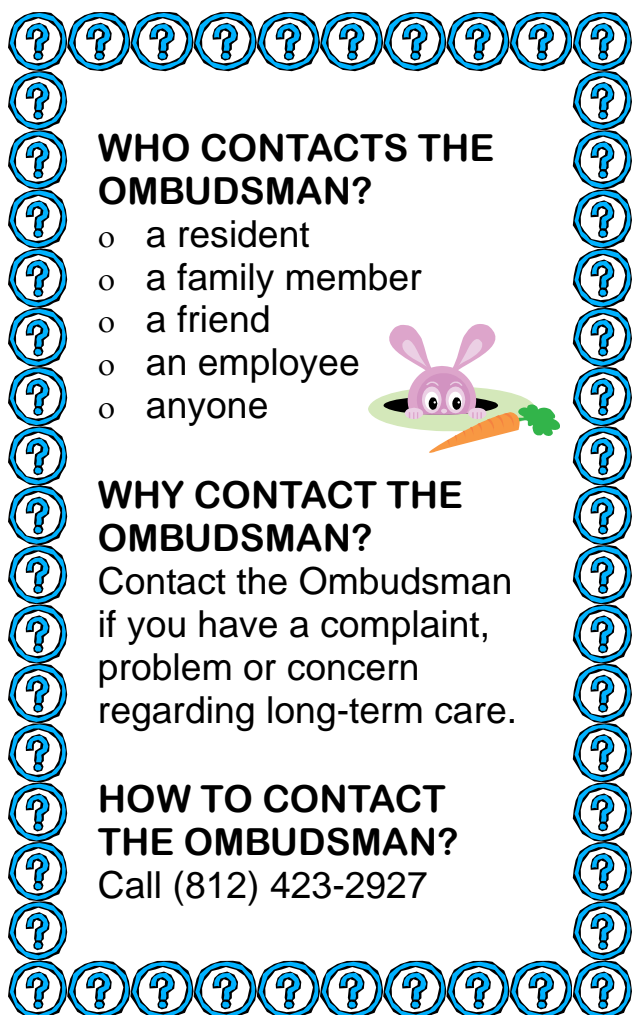 WHO CONTACTS THE
OMBUDSMAN?
o a resident
o a family member
o a friend
o an employee
o anyone
WHY CONTACT THE
OMBUDSMAN?
Contact the Ombudsman
if you have a complaint,
problem or concern
regarding long-term care.
HOW TO CONTACT
THE OMBUDSMAN?
Call (812) 423-2927